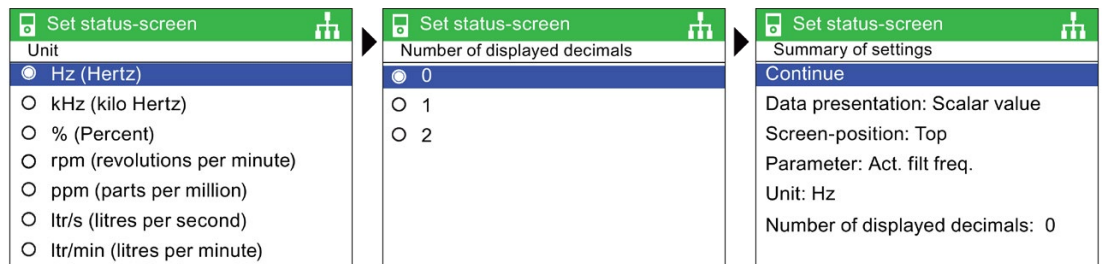 Set status-screen
Unit
Hz (Hertz)
kHz (kilo Hertz)
% (Percent)
rpm (revolutions per minute)
ppm (parts per million)
ltr/s (litres per second)
ltr/min (litres per minute)
Set status-screen
Number of displayed decimals
0
1
2
Set status-screen
Summary of settings
Continue
Data presentation: Scalar value
Screen-position: Top
Parameter: Act. filt freq.
Unit: Hz
Number of displayed decimals: 0